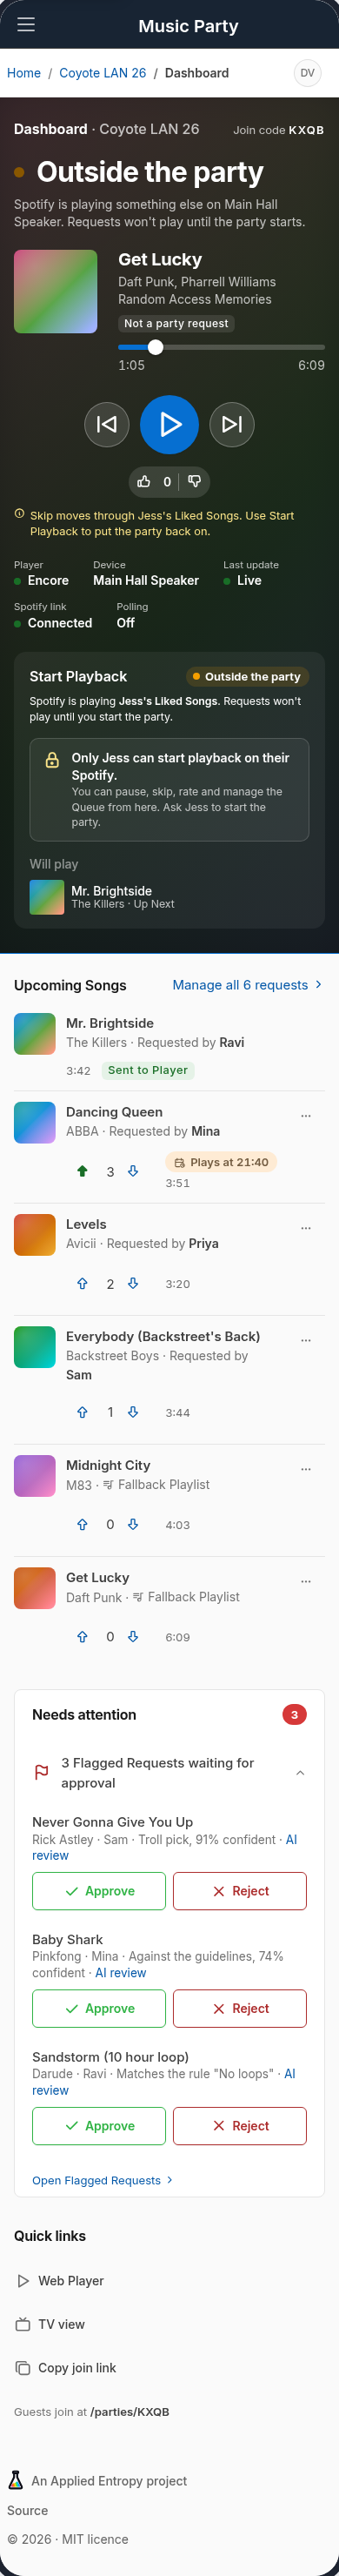 Music Party
Home / Coyote LAN 26 / Dashboard DV
Dashboard · Coyote LAN 26 Join code KXQB
Outside the party
Spotify is playing something else on Main Hall
Speaker. Requests won't play until the party starts.
Get Lucky
Daft Punk, Pharrell Williams
Random Access Memories
Not a party request
1:05 6:09
0
Skip moves through Jess's Liked Songs. Use Start
Playback to put the party back on.
Player Device Last update
Encore Main Hall Speaker Live
Spotify link Polling
Connected Off
Start Playback Outside the party
Spotify is playing Jess's Liked Songs. Requests won't
play until you start the party.
Only Jess can start playback on their
Spotify.
You can pause, skip, rate and manage the
Queue from here. Ask Jess to start the
party.
Will play
Mr. Brightside
The Killers · Up Next
Upcoming Songs Manage all 6 requests
Mr. Brightside
The Killers · Requested by Ravi
3:42 Sent to Player
Dancing Queen
ABBA · Requested by Mina
3 Plays at 21:40
3:51
Levels
Avicii · Requested by Priya
2 3:20
Everybody (Backstreet's Back)
Backstreet Boys · Requested by
Sam
1 3:44
Midnight City
M83 · Fallback Playlist
0 4:03
Get Lucky
Daft Punk · Fallback Playlist
0 6:09
Needs attention 3
3 Flagged Requests waiting for
approval
Never Gonna Give You Up
Rick Astley · Sam · Troll pick, 91% confident · AI
review
Approve Reject
Baby Shark
Pinkfong · Mina · Against the guidelines, 74%
confident · AI review
Approve Reject
Sandstorm (10 hour loop)
Darude · Ravi · Matches the rule "No loops" · AI
review
Approve Reject
Open Flagged Requests
Quick links
Web Player
TV view
Copy join link
Guests join at /parties/KXQB
An Applied Entropy project
Source
© 2026 · MIT licence